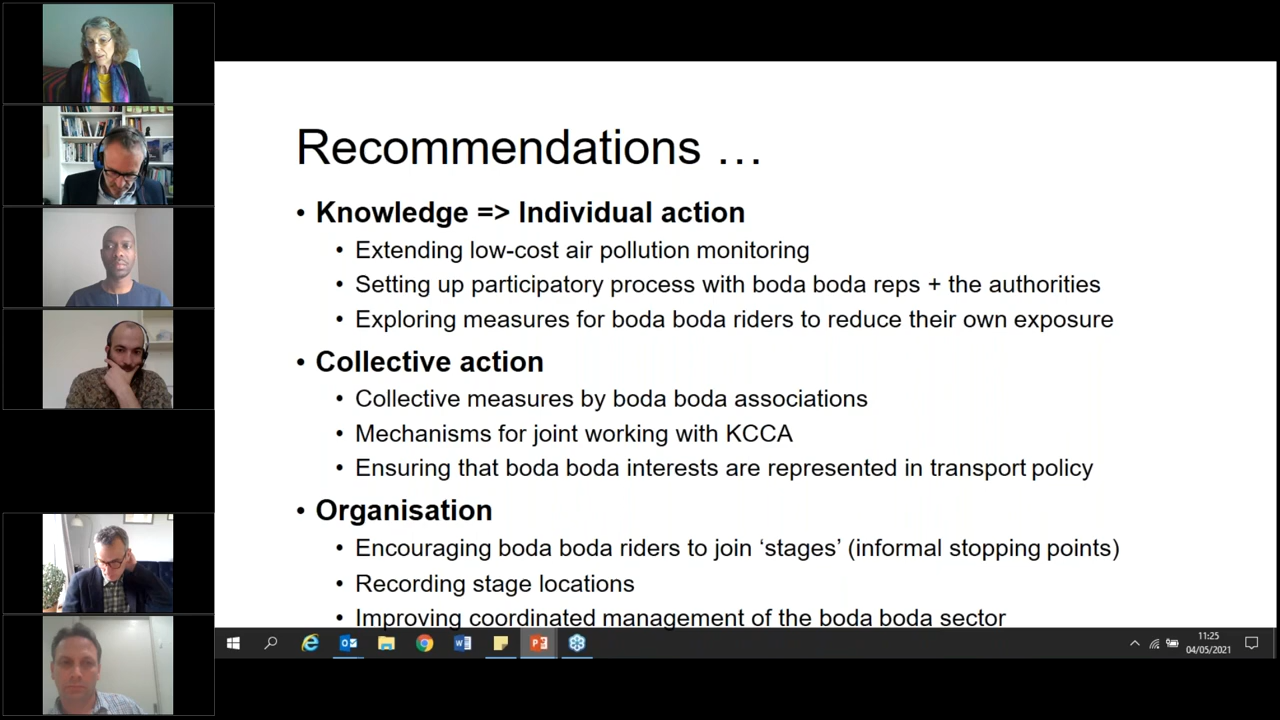 Recommendations …
• Knowledge => Individual action
• Extending low-cost air pollution monitoring
• Setting up participatory process with boda boda reps + the authorities
• Exploring measures for boda boda riders to reduce their own exposure
• Collective action
• Collective measures by boda boda associations
• Mechanisms for joint working with KCCA
• Ensuring that boda boda interests are represented in transport policy
• Organisation
• Encouraging boda boda riders to join ‘stages’ (informal stopping points)
• Recording stage locations
• Improving coordinated management of the boda boda sector
11:25
04/05/2021